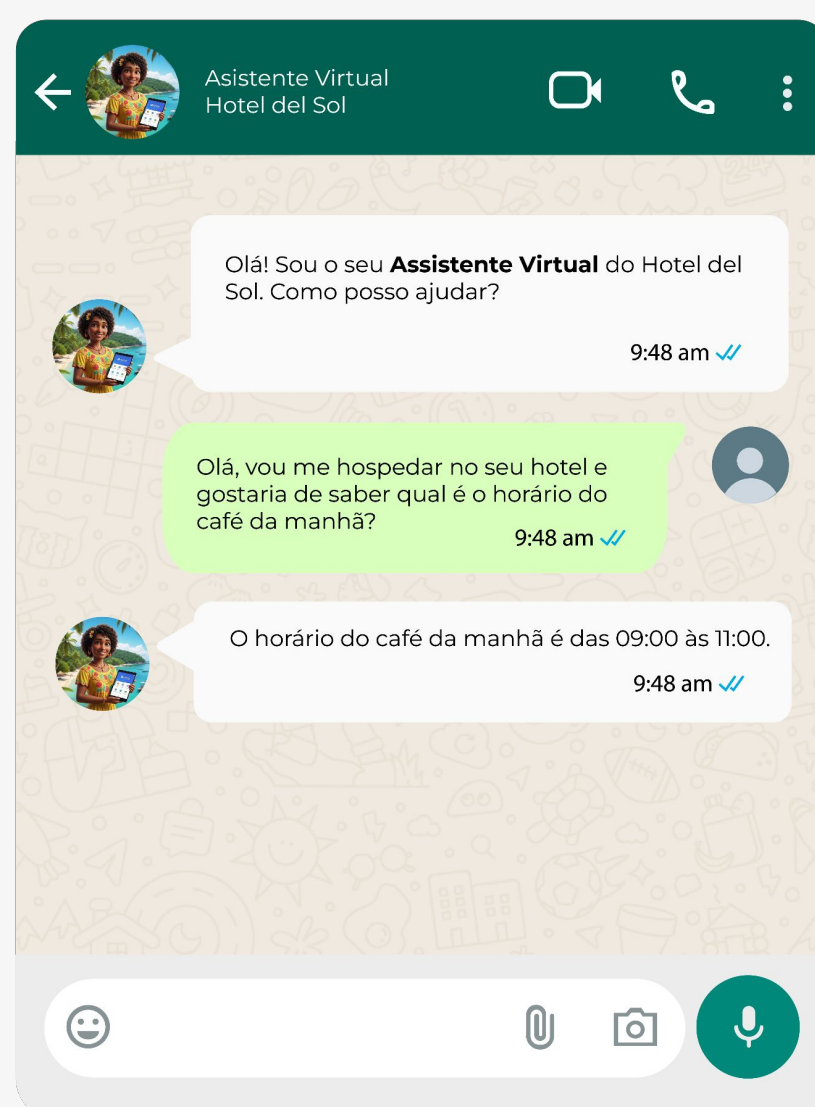 Asistente Virtual
Hotel del Sol
Olá! Sou o seu Assistente Virtual do Hotel del
Sol. Como posso ajudar?
9:48 am
Olá, vou me hospedar no seu hotel e
gostaria de saber qual é o horário do
café da manhã?
9:48 am
O horário do café da manhã é das 09:00 às 11:00.
9:48 am